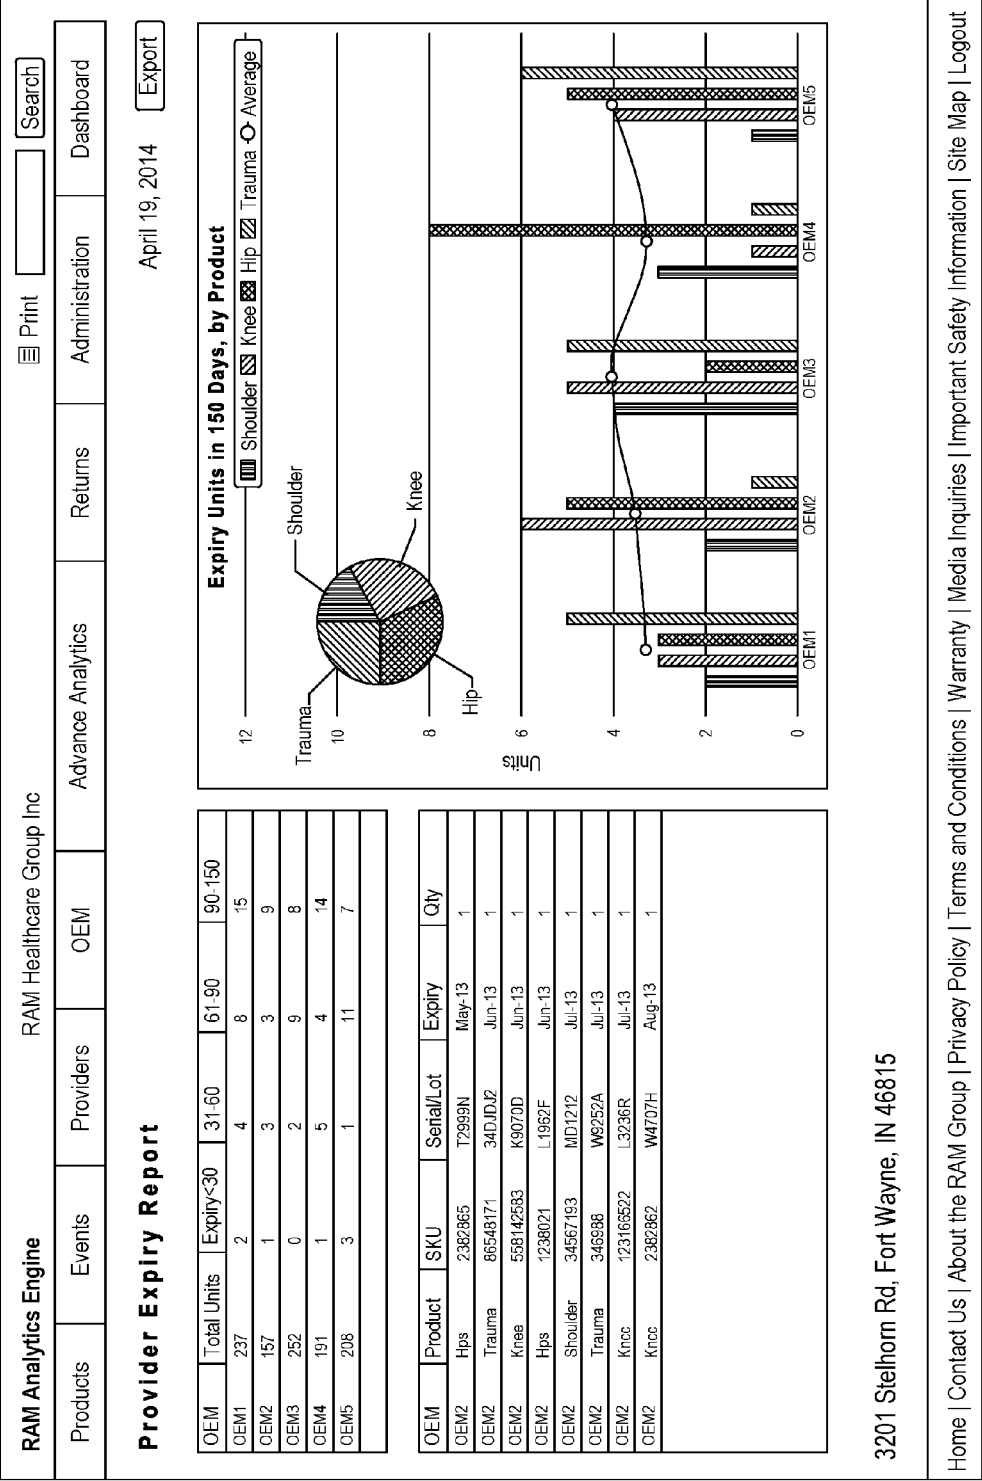 RAM Analytics Engine RAM Healthcare Group Inc Print Search
Products Events Providers OEM Advance Analytics Returns Administration Dashboard
Provider Expiry Report April 19, 2014 Export
OEM Total Units Expiry<30 31-60 61-90 90-150
OEM1 237 2 4 8 15
OEM2 157 1 3 3 9
OEM3 252 0 2 9 8
OEM4 191 1 5 4 14
OEM5 208 3 1 11 7
OEM Product SKU Serial/Lot Expiry Qty
OEM2 Hps 2382865 T2999N May-13 1
OEM2 Trauma 86548171 34DJDJ2 Jun-13 1
OEM2 Knee 558142583 K9070D Jun-13 1
OEM2 Hps 1238021 L1962F Jun-13 1
OEM2 Shoulder 34567193 MD1212 Jul-13 1
OEM2 Trauma 346988 W9252A Jul-13 1
OEM2 Kncc 123166522 L3236R Jul-13 1
OEM2 Kncc 2382862 W4707H Aug-13 1
Expiry Units in 150 Days, by Product
Shoulder Knee Hip Trauma Average
12
Trauma Shoulder
10
Knee
8
Hip
6
Units
4
2
0
OEM1 OEM2 OEM3 OEM4 OEM5
3201 Stelhorn Rd, Fort Wayne, IN 46815
Home | Contact Us | About the RAM Group | Privacy Policy | Terms and Conditions | Warranty | Media Inquiries | Important Safety Information | Site Map | Logout